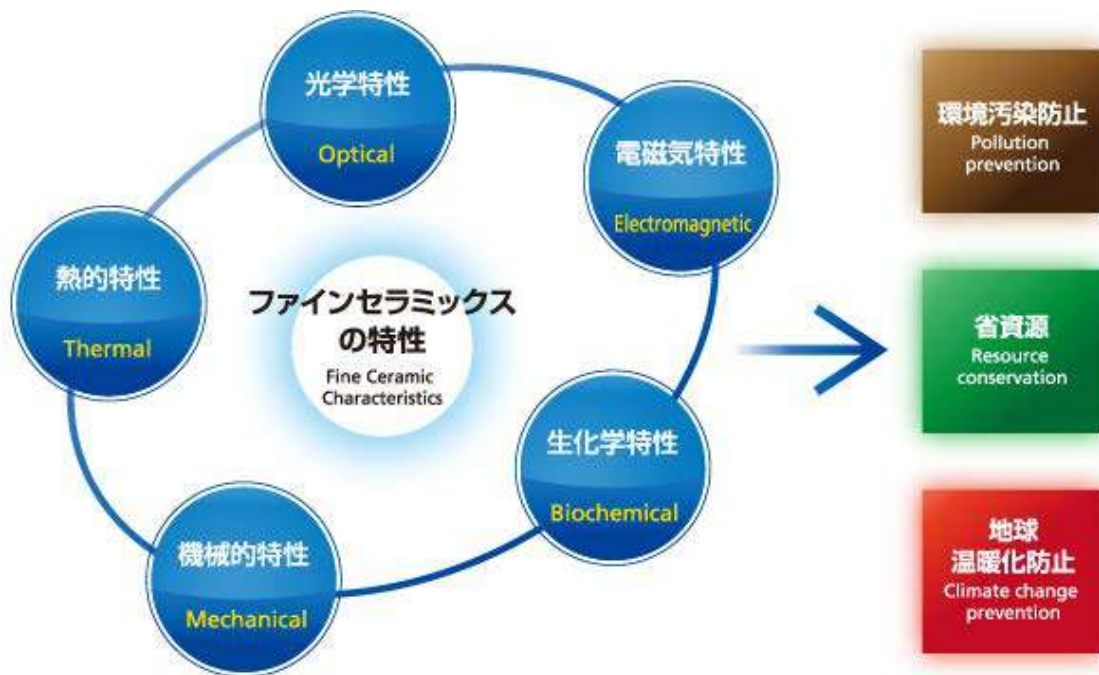 光学特性
Optical
電磁気特性
Electromagnetic
熱的特性
Thermal
ファインセラミックス
の特性
Fine Ceramic
Characteristics
生化学特性
Biochemical
機械的特性
Mechanical
環境汚染防止
Pollution
prevention
省資源
Resource
conservation
地球
温暖化防止
Climate change
prevention